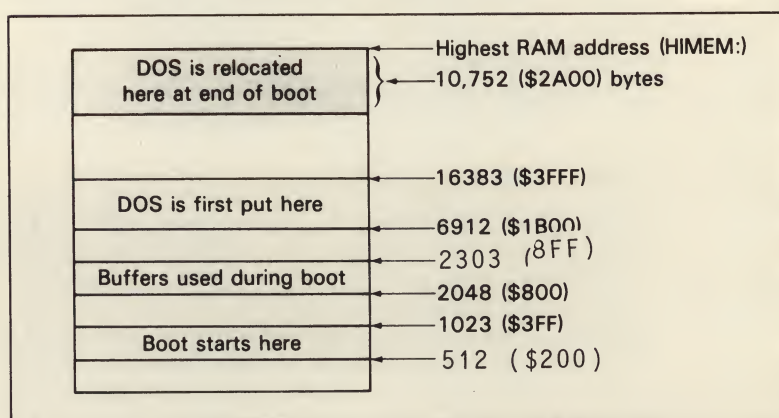 Highest RAM address (HIMEM:)
DOS is relocated
here at end of boot
10,752 ($2A00) bytes
16383 ($3FFF)
DOS is first put here
6912 ($1B00)
2303 (8FF)
Buffers used during boot
2048 ($800)
1023 ($3FF)
Boot starts here
512 ($200)